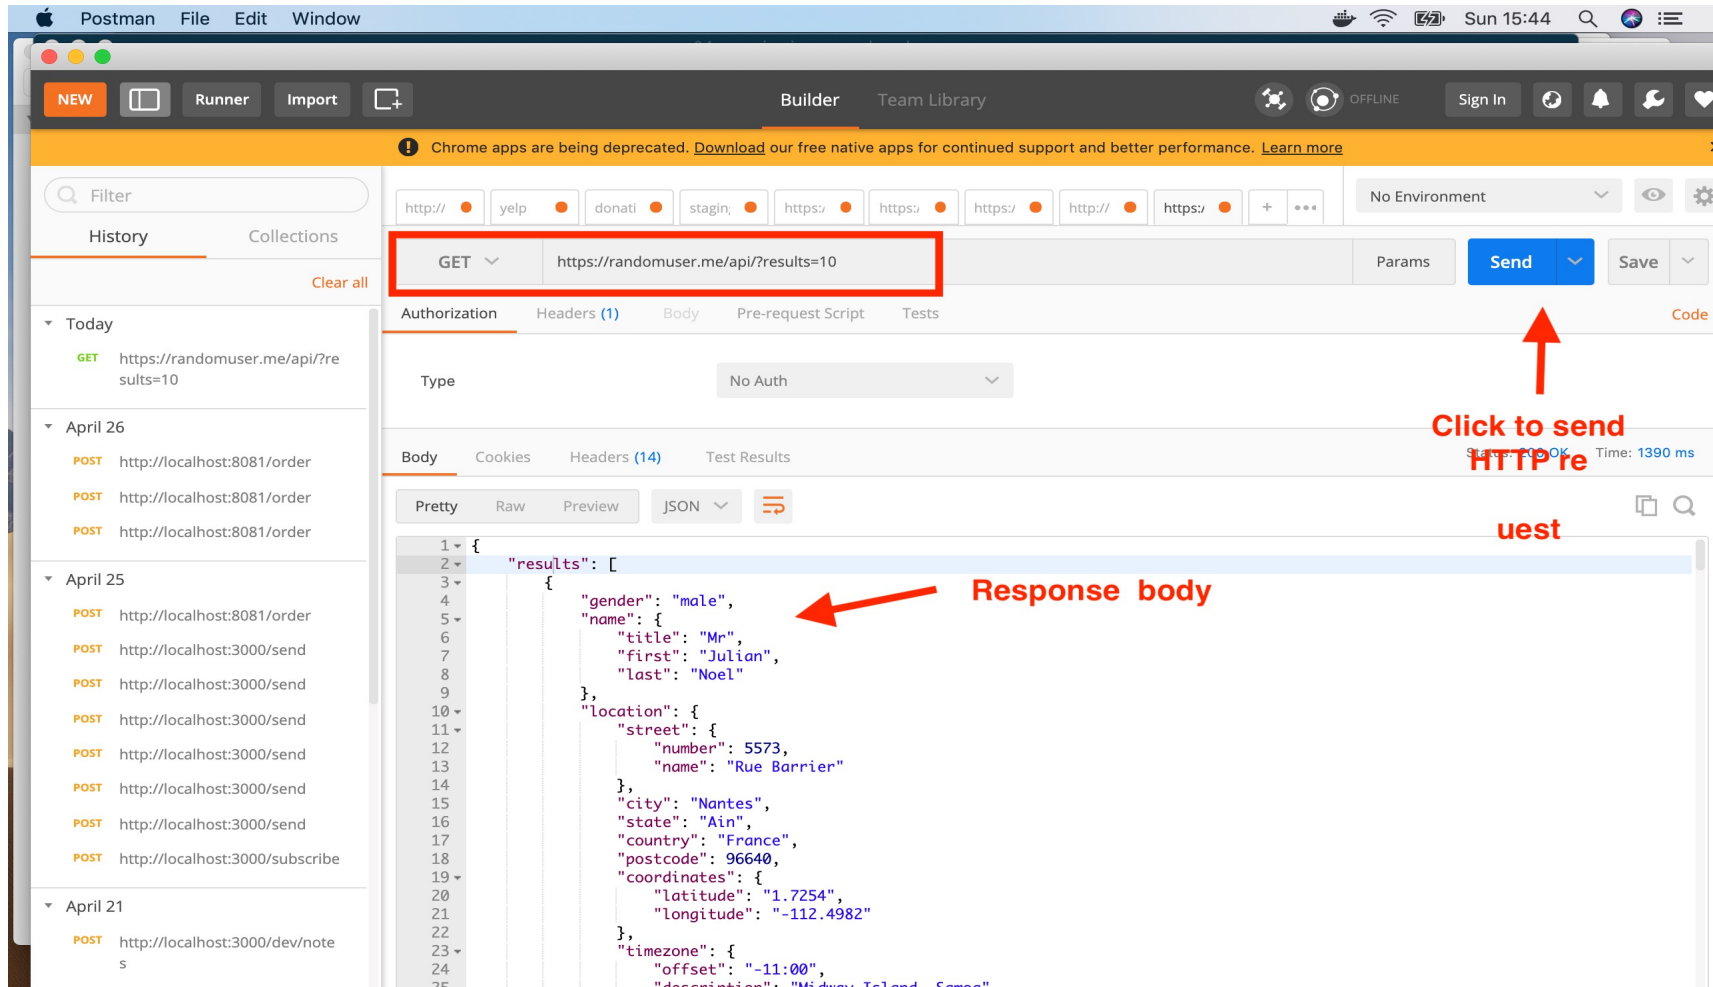 Postman File Edit Window Sun 15:44
NEW Runner Import Builder Team Library OFFLINE Sign In
Chrome apps are being deprecated. Download our free native apps for continued support and better performance. Learn more
Filter
http:// yelp donati stagin https:/ https:/ https:/ http:// https:/ + No Environment
History Collections
GET https://randomuser.me/api/?results=10 Params Send Save
Clear all
Authorization Headers (1) Body Pre-request Script Tests Code
Today
GET https://randomuser.me/api/?re
sults=10
Type No Auth
Click to send
HTTP re
uest
April 26
POST http://localhost:8081/order
POST http://localhost:8081/order
POST http://localhost:8081/order
April 25
POST http://localhost:8081/order
POST http://localhost:3000/send
POST http://localhost:3000/send
POST http://localhost:3000/send
POST http://localhost:3000/send
POST http://localhost:3000/send
POST http://localhost:3000/send
POST http://localhost:3000/subscribe
April 21
POST http://localhost:3000/dev/note
s
Body Cookies Headers (14) Test Results Status: 200 OK Time: 1390 ms
Pretty Raw Preview JSON
Response body
1 {
2 "results": [
3 {
4 "gender": "male",
5 "name": {
6 "title": "Mr",
7 "first": "Julian",
8 "last": "Noel"
9 },
10 "location": {
11 "street": {
12 "number": 5573,
13 "name": "Rue Barrier"
14 },
15 "city": "Nantes",
16 "state": "Ain",
17 "country": "France",
18 "postcode": 96640,
19 "coordinates": {
20 "latitude": "1.7254",
21 "longitude": "-112.4982"
22 },
23 "timezone": {
24 "offset": "-11:00",
25 "description": "Midway Island, Samoa"